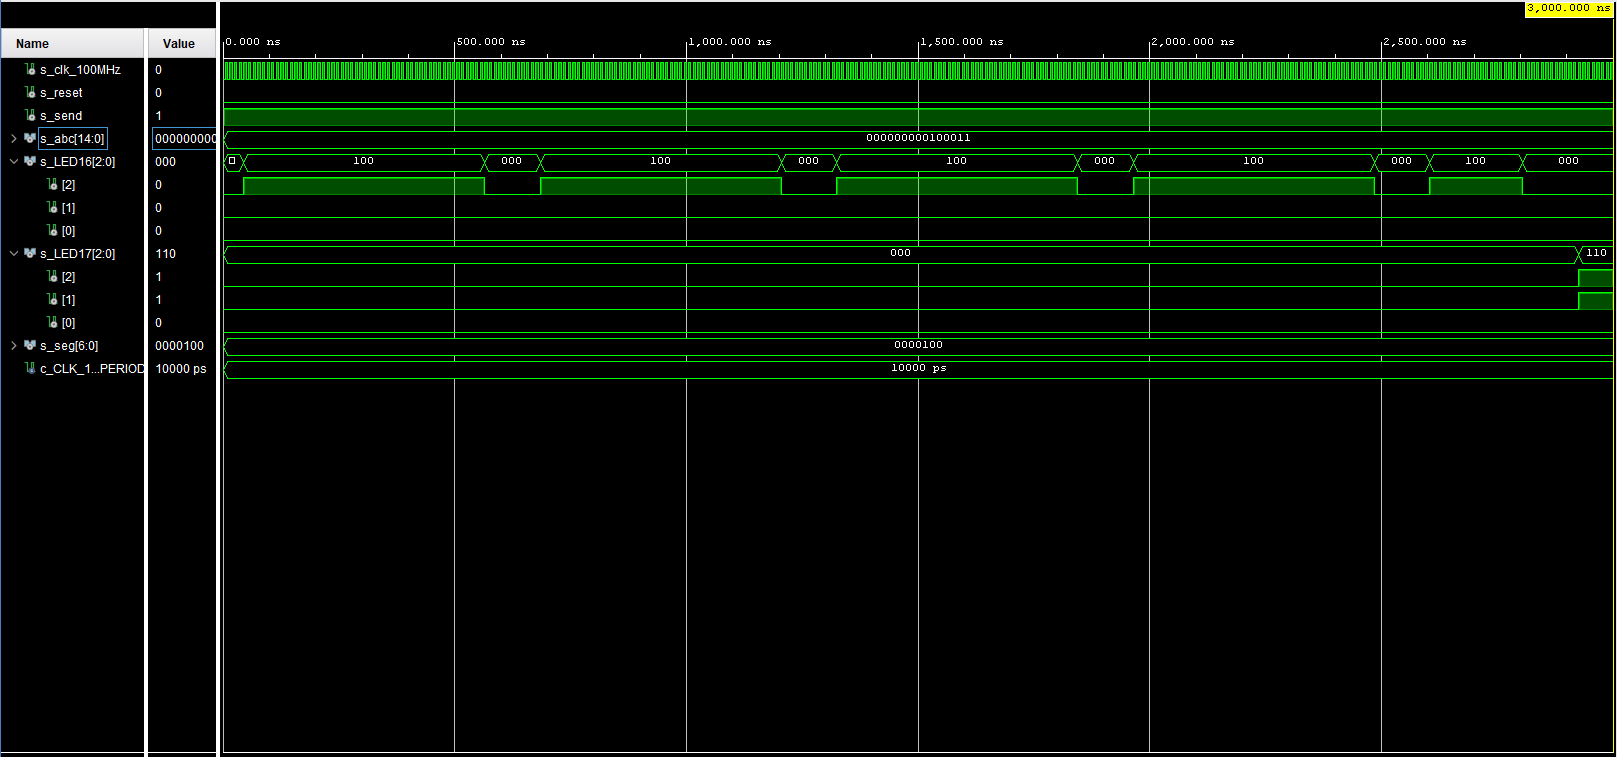 3,000.000 ns
Name Value 0.000 ns 500.000 ns 1,000.000 ns 1,500.000 ns 2,000.000 ns 2,500.000 ns
s_clk_100MHz 0
s_reset 0
s_send 1
s_abc[14:0] 000000000 000000000100011
s_LED16[2:0] 000 100 000 100 000 100 000 100 000 100 000
[2] 0
[1] 0
[0] 0
s_LED17[2:0] 110 000 110
[2] 1
[1] 1
[0] 0
s_seg[6:0] 0000100 0000100
c_CLK_1...PERIOD 10000 ps 10000 ps